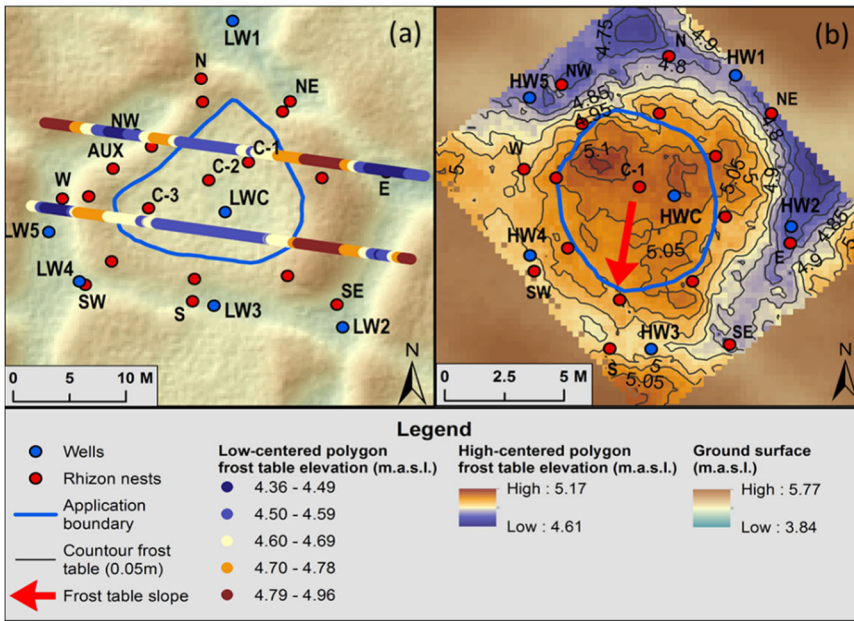 (a)
LW1
N
NE
NW
AUX
C-1
C-2
E
W
C-3
LWC
LW5
LW4
SW
S
LW3
SE
LW2
0 5 10 M
N
(b)
4.75
N
4.9
4.8
HW1
NW
HW5
4.85
4.95
NE
4.8
5.1
W
5
C-1
5.05
5
4.9
HWC
HW2
E
HW4
5.05
4.85
4.9
5
SW
SE
HW3
S
5
5.05
0 2.5 5 M
N
Legend
Wells
Rhizon nests
Application
boundary
Countour frost
table (0.05m)
Frost table slope
Low-centered polygon
frost table elevation (m.a.s.l.)
4.36 - 4.49
4.50 - 4.59
4.60 - 4.69
4.70 - 4.78
4.79 - 4.96
High-centered polygon
frost table elevation (m.a.s.l.)
High : 5.17
Low : 4.61
Ground surface
(m.a.s.l.)
High : 5.77
Low : 3.84